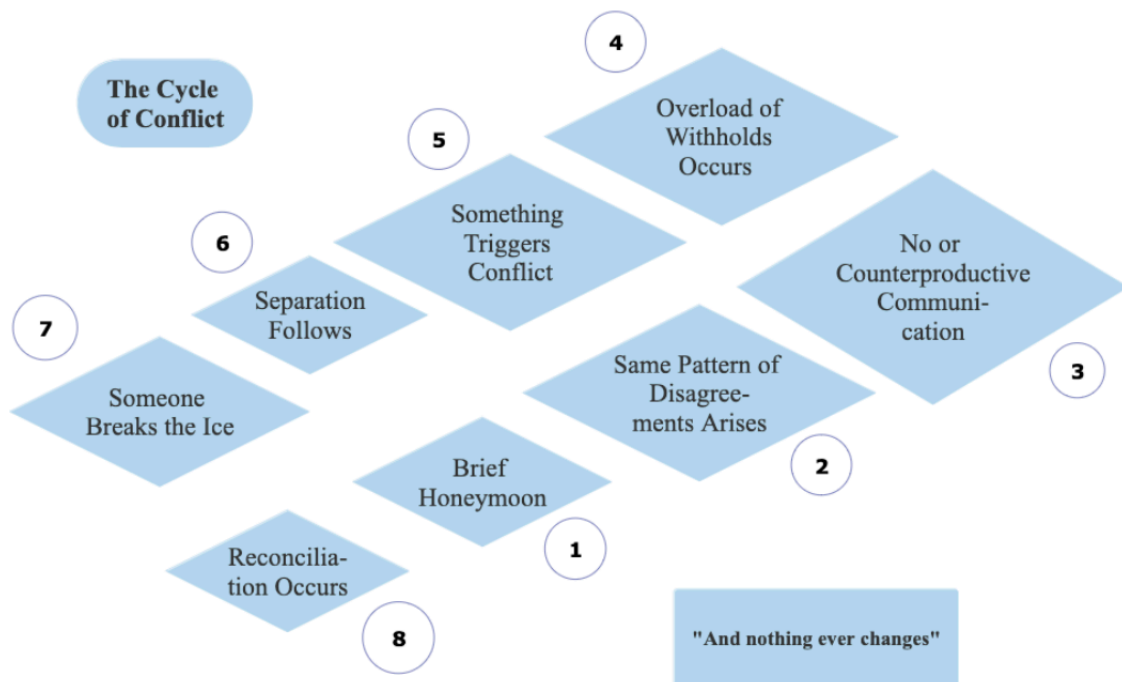 The Cycle
of Conflict
4
Overload of
Withholds
Occurs
5
Something
Triggers
Conflict
6
Separation
Follows
7
Someone
Breaks the Ice
No or
Counterproductive
Communi-
cation
3
Same Pattern of
Disagree-
ments Arises
2
Brief
Honeymoon
1
Reconcilia-
tion Occurs
8
"And nothing ever changes"